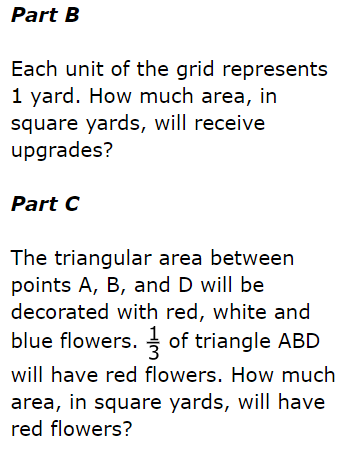 Part B
Each unit of the grid represents
1 yard. How much area, in
square yards, will receive
upgrades?
Part C
The triangular area between
points A, B, and D will be
decorated with red, white and
blue flowers. 1/3 of triangle ABD
will have red flowers. How much
area, in square yards, will have
red flowers?